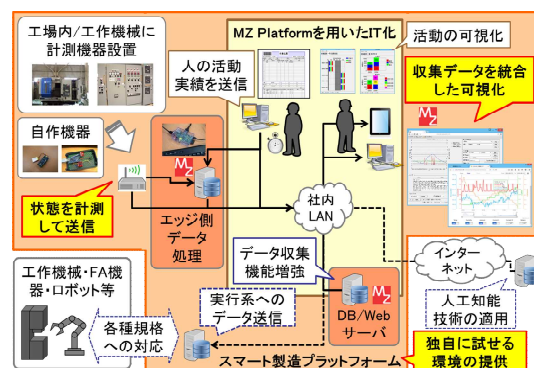 工場内/工作機械に
計測機器設置
MZ Platformを用いたIT化
活動の可視化
人の活動
実績を送信
収集データを統合
した可視化
自作機器
MZ
MZ
状態を計測
して送信
エッジ側
データ
処理
社内
LAN
データ収集
機能増強
インター
ネット
工作機械・FA機
器・ロボット等
各種規格
への対応
実行系への
データ送信
MZ
DB/Web
サーバ
人工知能
技術の適用
スマート製造プラットフォーム
独自に試せる
環境の提供